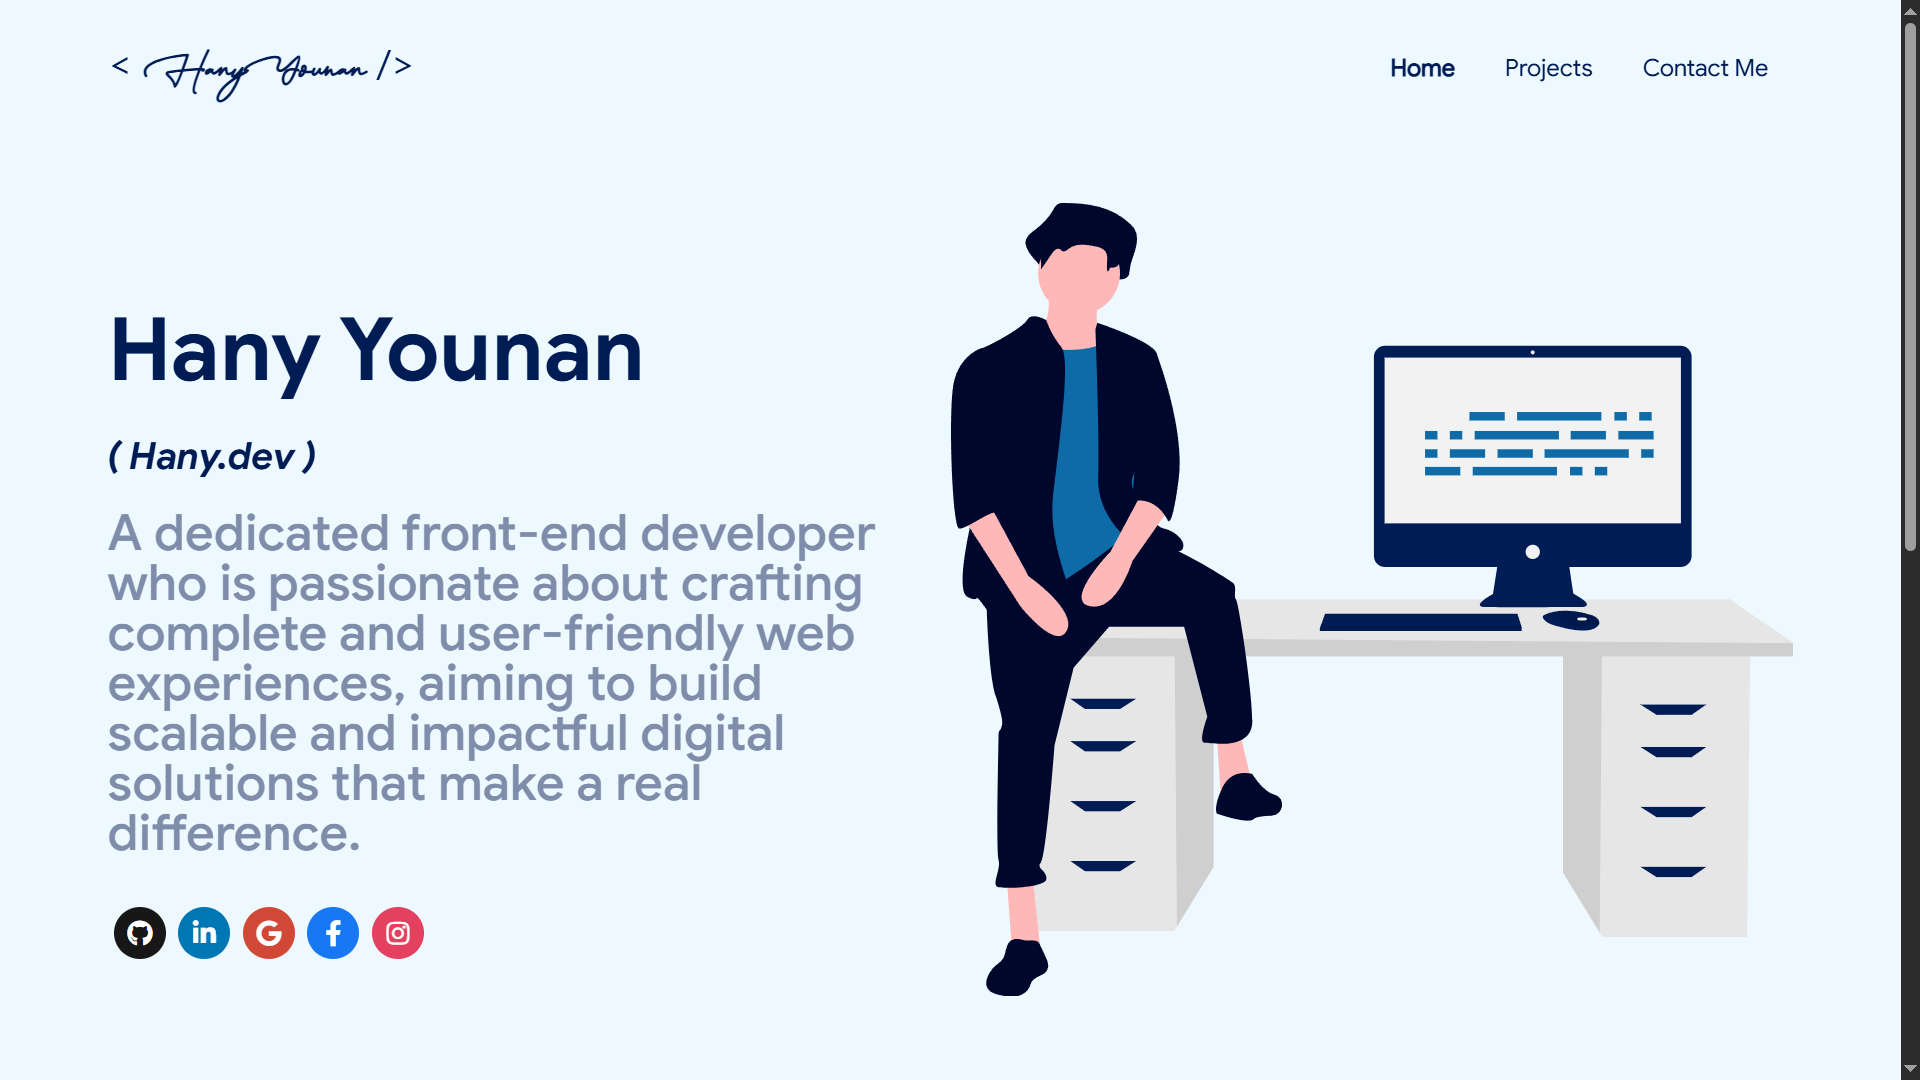 < Hany Younan />
Home Projects Contact Me
Hany Younan
( Hany.dev )
A dedicated front-end developer
who is passionate about crafting
complete and user-friendly web
experiences, aiming to build
scalable and impactful digital
solutions that make a real
difference.